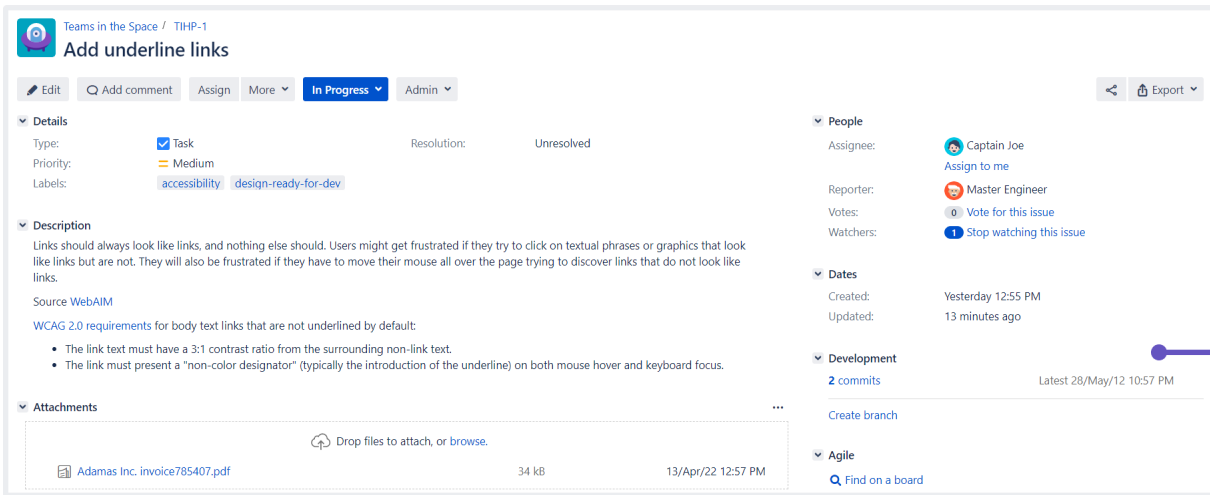 Teams in the Space / TIHP-1
Add underline links
Edit Add comment Assign More In Progress Admin Export
Details
Type: Task Resolution: Unresolved
Priority: Medium
Labels: accessibility design-ready-for-dev
Description
Links should always look like links, and nothing else should. Users might get frustrated if they try to click on textual phrases or graphics that look
like links but are not. They will also be frustrated if they have to move their mouse all over the page trying to discover links that do not look like
links.
Source WebAIM
WCAG 2.0 requirements for body text links that are not underlined by default:
• The link text must have a 3:1 contrast ratio from the surrounding non-link text.
• The link must present a "non-color designator" (typically the introduction of the underline) on both mouse hover and keyboard focus.
Attachments
Drop files to attach, or browse.
Adamas Inc. invoice785407.pdf 34 kB 13/Apr/22 12:57 PM
People
Assignee: Captain Joe
Assign to me
Reporter: Master Engineer
Votes: 0 Vote for this issue
Watchers: 1 Stop watching this issue
Dates
Created: Yesterday 12:55 PM
Updated: 13 minutes ago
Development
2 commits Latest 28/May/12 10:57 PM
Create branch
Agile
Find on a board